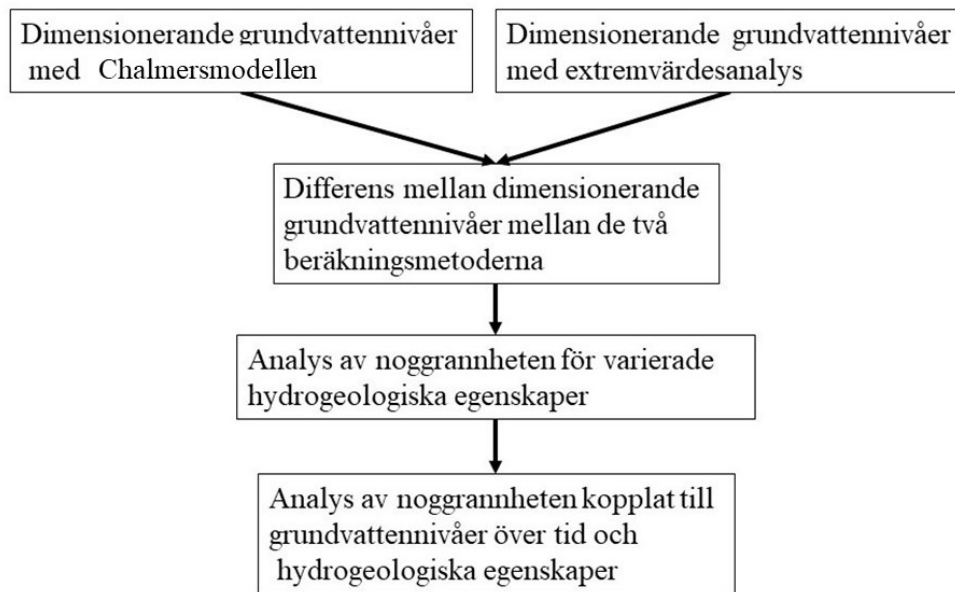 Dimensionerande grundvattennivåer
med Chalmersmodellen
Dimensionerande grundvattennivåer
med extremvärdesanalys
Differens mellan dimensionerande
grundvattennivåer mellan de två
beräkningsmetoderna
Analys av noggrannheten för varierade
hydrogeologiska egenskaper
Analys av noggrannheten kopplat till
grundvattennivåer över tid och
hydrogeologiska egenskaper